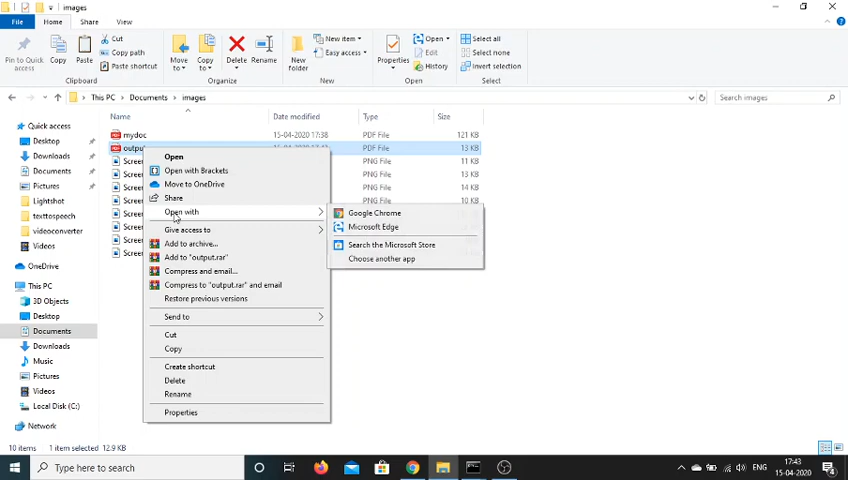 images
File Home Share View
Pin to Quick access
Copy
Paste
Cut
Copy path
Paste shortcut
Clipboard
Move to
Copy to
Delete
Rename
Organize
New folder
New item
Easy access
New
Properties
Open
Edit
History
Open
Select all
Select none
Invert selection
Select
This PC > Documents > images
Search images
Quick access
Desktop
Downloads
Documents
Pictures
Lightshot
texttospeech
videoconverter
Videos
OneDrive
This PC
3D Objects
Desktop
Documents
Downloads
Music
Pictures
Videos
Local Disk (C:)
Network
Name Date modified Type Size
mydoc 15-04-2020 17:38 PDF File 121 KB
PDF File 13 KB
PNG File 11 KB
PNG File 13 KB
PNG File 14 KB
PNG File 10 KB
Open
Open with Brackets
Move to OneDrive
Share
Open with
Give access to
Add to archive...
Add to "output.rar"
Compress and email...
Compress to "output.rar" and email
Restore previous versions
Send to
Cut
Copy
Create shortcut
Delete
Rename
Properties
Google Chrome
Microsoft Edge
Search the Microsoft Store
Choose another app
10 items 1 item selected 12.9 KB
Type here to search
ENG
17:43
15-04-2020
4